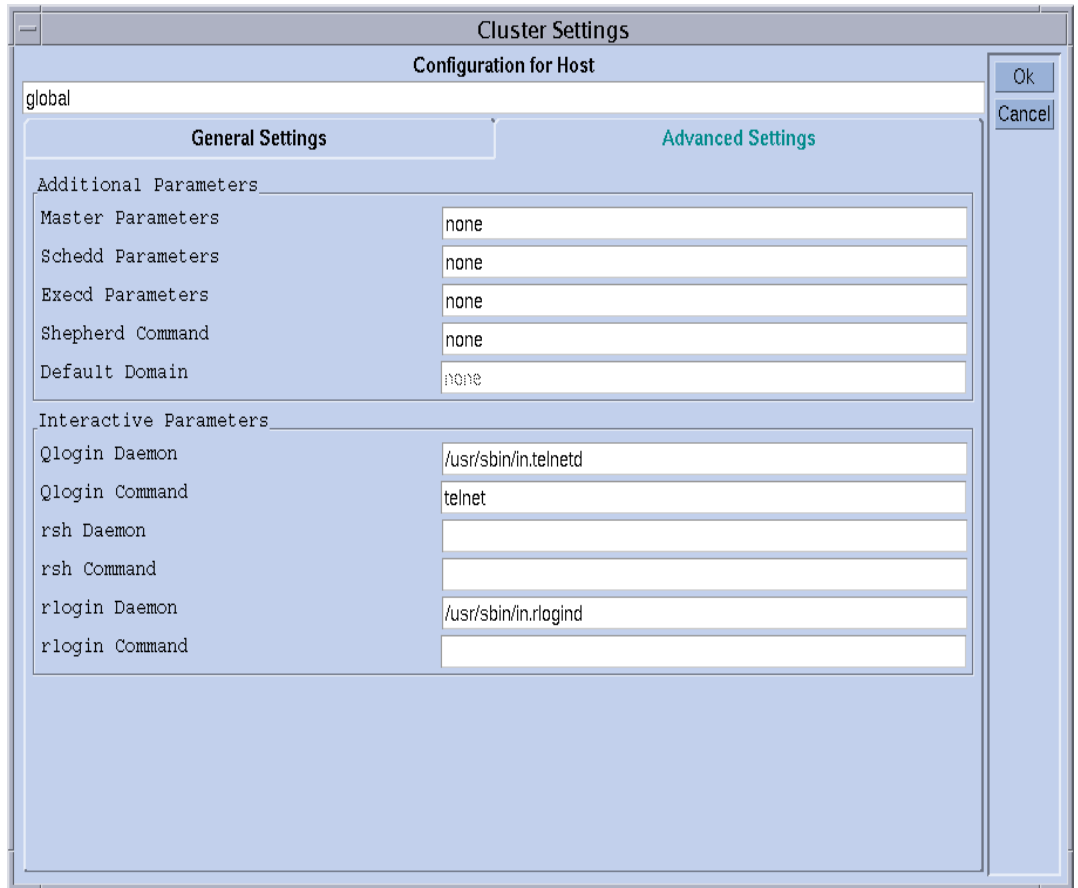 Cluster Settings
Configuration for Host
Ok
global
Cancel
General Settings
Advanced Settings
Additional Parameters
Master Parameters none
Schedd Parameters none
Execd Parameters none
Shepherd Command none
Default Domain none
Interactive Parameters
Qlogin Daemon /usr/sbin/in.telnetd
Qlogin Command telnet
rsh Daemon
rsh Command
rlogin Daemon /usr/sbin/in.rlogind
rlogin Command